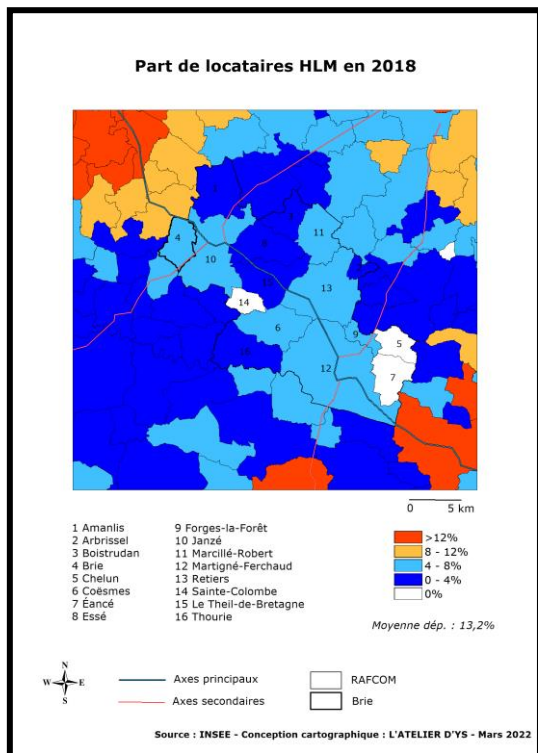 Part de locataires HLM en 2018
4
10
11
13
14
6
9
5
12
7
0 5 km
1 Amanlis
2 Arbrissel
3 Boistrudan
4 Brie
5 Chelun
6 Coësmes
7 Éancé
8 Essé
9 Forges-la-Forêt
10 Janzé
11 Marcillé-Robert
12 Martigné-Ferchaud
13 Retiers
14 Sainte-Colombe
15 Le Theil-de-Bretagne
16 Thourie
>12%
8 - 12%
4 - 8%
0 - 4%
0%
Moyenne dép. : 13,2%
N
W E
S
Axes principaux
Axes secondaires
RAFCOM
Brie
Source : INSEE - Conception cartographique : L'ATELIER D'YS - Mars 2022